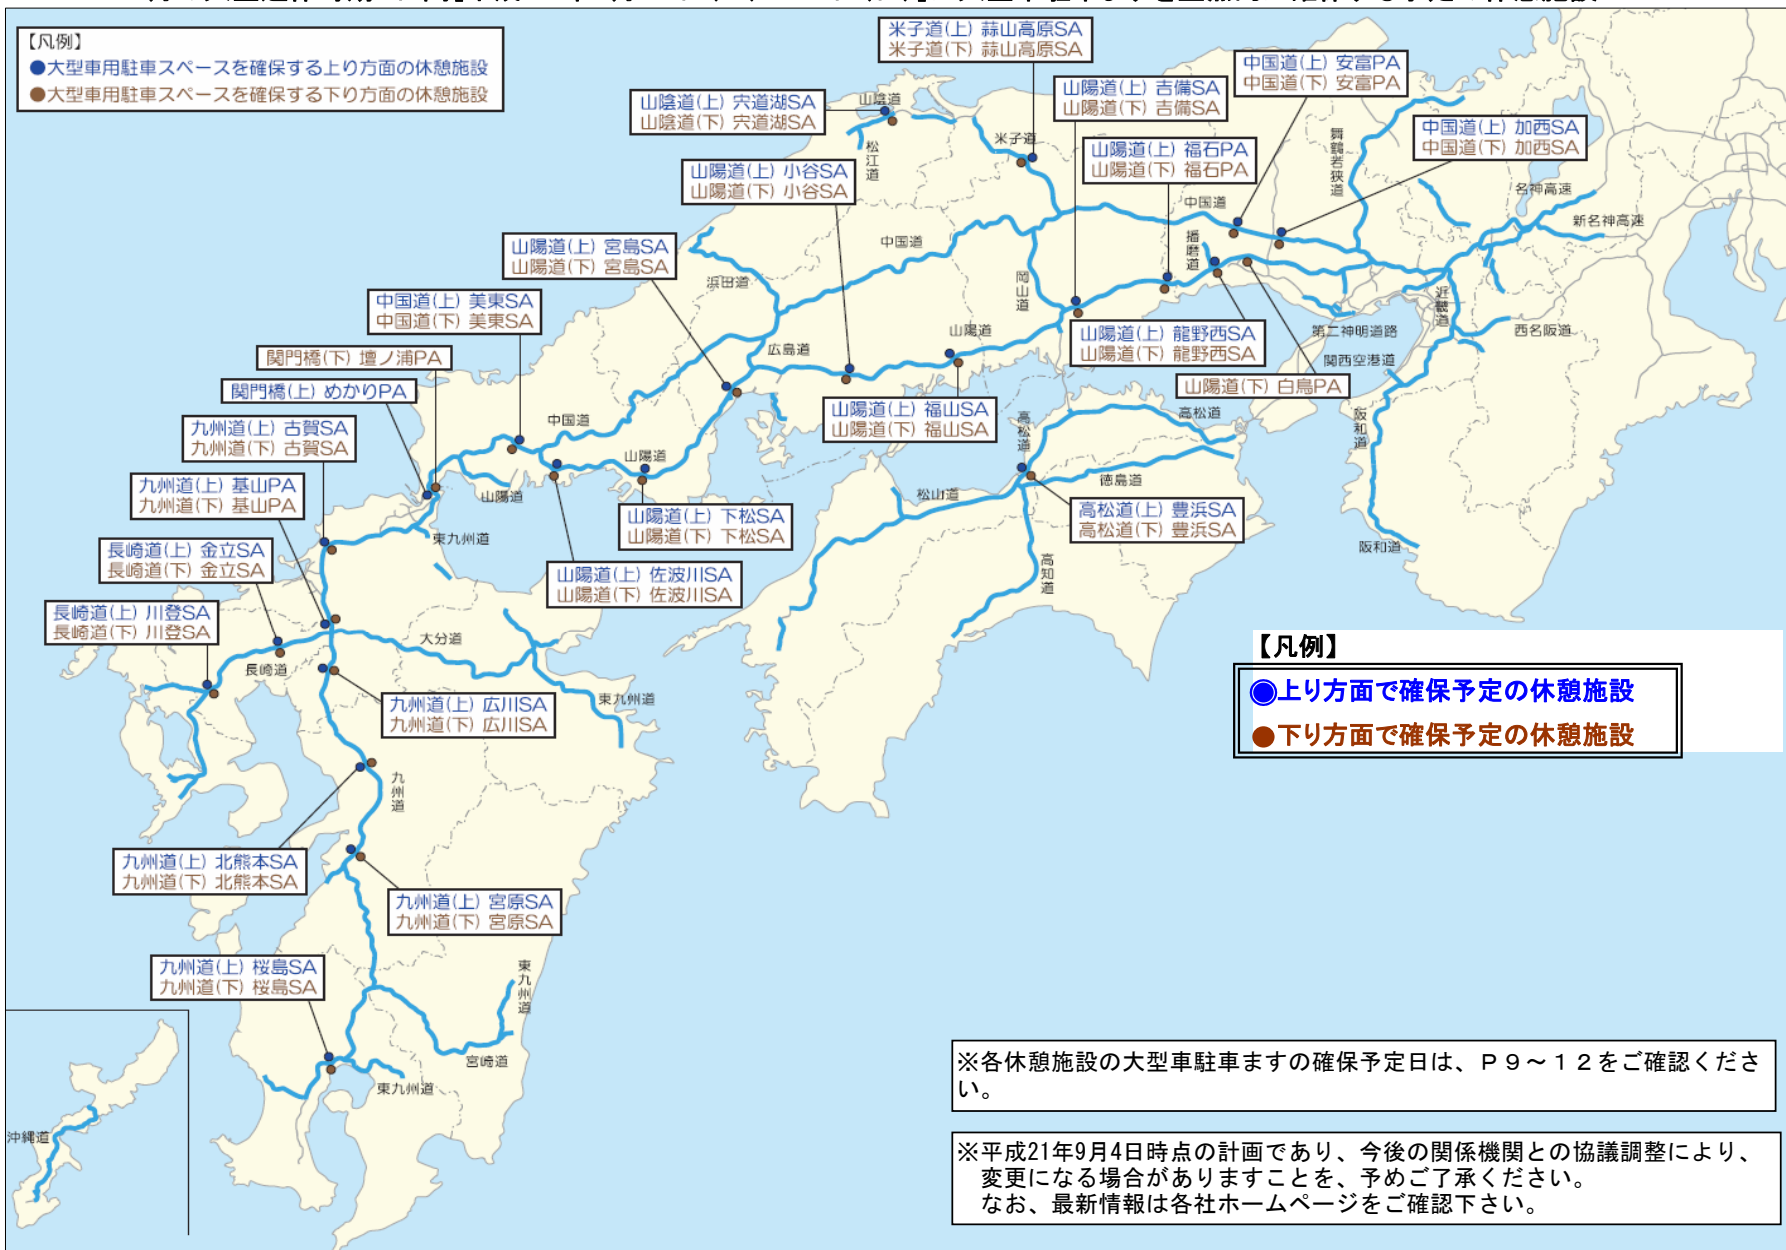 【凡例】
●大型車用駐車スペースを確保する上り方面の休憩施設
●大型車用駐車スペースを確保する下り方面の休憩施設
米子道(上) 蒜山高原SA
米子道(下) 蒜山高原SA
中国道(上) 安富PA
中国道(下) 安富PA
山陽道(上) 吉備SA
山陽道(下) 吉備SA
山陰道(上) 宍道湖SA
山陰道(下) 宍道湖SA
山陰道
中国道(上) 加西SA
中国道(下) 加西SA
山陽道(上) 福石PA
山陽道(下) 福石PA
米子道
松江道
舞鶴若狭道
山陽道(上) 小谷SA
山陽道(下) 小谷SA
名神高速
新名神高速
中国道
中国道
山陽道(上) 宮島SA
山陽道(下) 宮島SA
播磨道
岡山道
浜田道
中国道(上) 美東SA
中国道(下) 美東SA
近畿道
第二神明道路
西名阪道
山陽道
山陽道(上) 龍野西SA
山陽道(下) 龍野西SA
広島道
関西空港道
関門橋(下) 壇ノ浦PA
山陽道(下) 白鳥PA
関門橋(上) めかりPA
山陽道(上) 福山SA
山陽道(下) 福山SA
高松道
高松道
阪和道
中国道
九州道(上) 古賀SA
九州道(下) 古賀SA
山陽道
徳島道
九州道(上) 基山PA
九州道(下) 基山PA
山陽道
松山道
高松道(上) 豊浜SA
高松道(下) 豊浜SA
山陽道(上) 下松SA
山陽道(下) 下松SA
東九州道
長崎道(上) 金立SA
長崎道(下) 金立SA
阪和道
高知道
山陽道(上) 佐波川SA
山陽道(下) 佐波川SA
長崎道(上) 川登SA
長崎道(下) 川登SA
大分道
長崎道
東九州道
九州道(上) 広川SA
九州道(下) 広川SA
【凡例】
●上り方面で確保予定の休憩施設
●下り方面で確保予定の休憩施設
九州道
九州道(上) 北熊本SA
九州道(下) 北熊本SA
九州道(上) 宮原SA
九州道(下) 宮原SA
九州道(上) 桜島SA
九州道(下) 桜島SA
東九州道
宮崎道
東九州道
沖縄道
※各休憩施設の大型車駐車ますの確保予定日は、P9~12をご確認くださ
い。
※平成21年9月4日時点の計画であり、今後の関係機関との協議調整により、
変更になる場合がありますことを、予めご了承ください。
なお、最新情報は各社ホームページをご確認下さい。